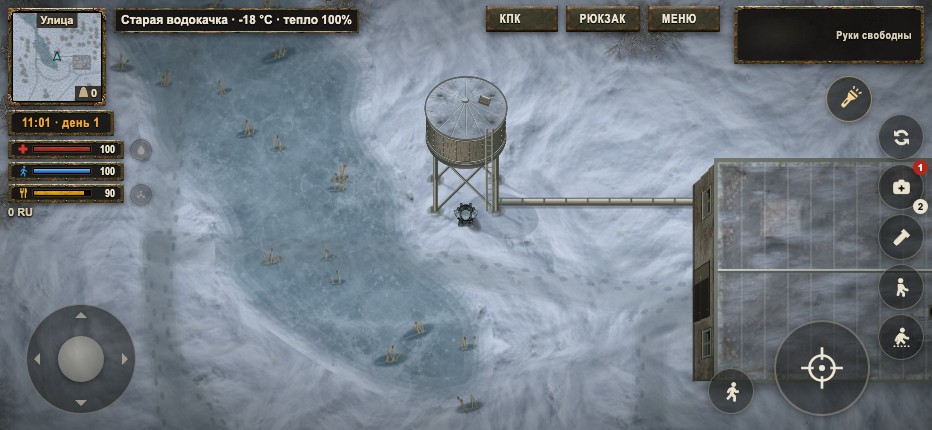 Улица
Старая водокачка · -18 °C · тепло 100%
КПК
РЮКЗАК
МЕНЮ
Руки свободны
0
11:01 · день 1
100
100
90
0 RU
1
2